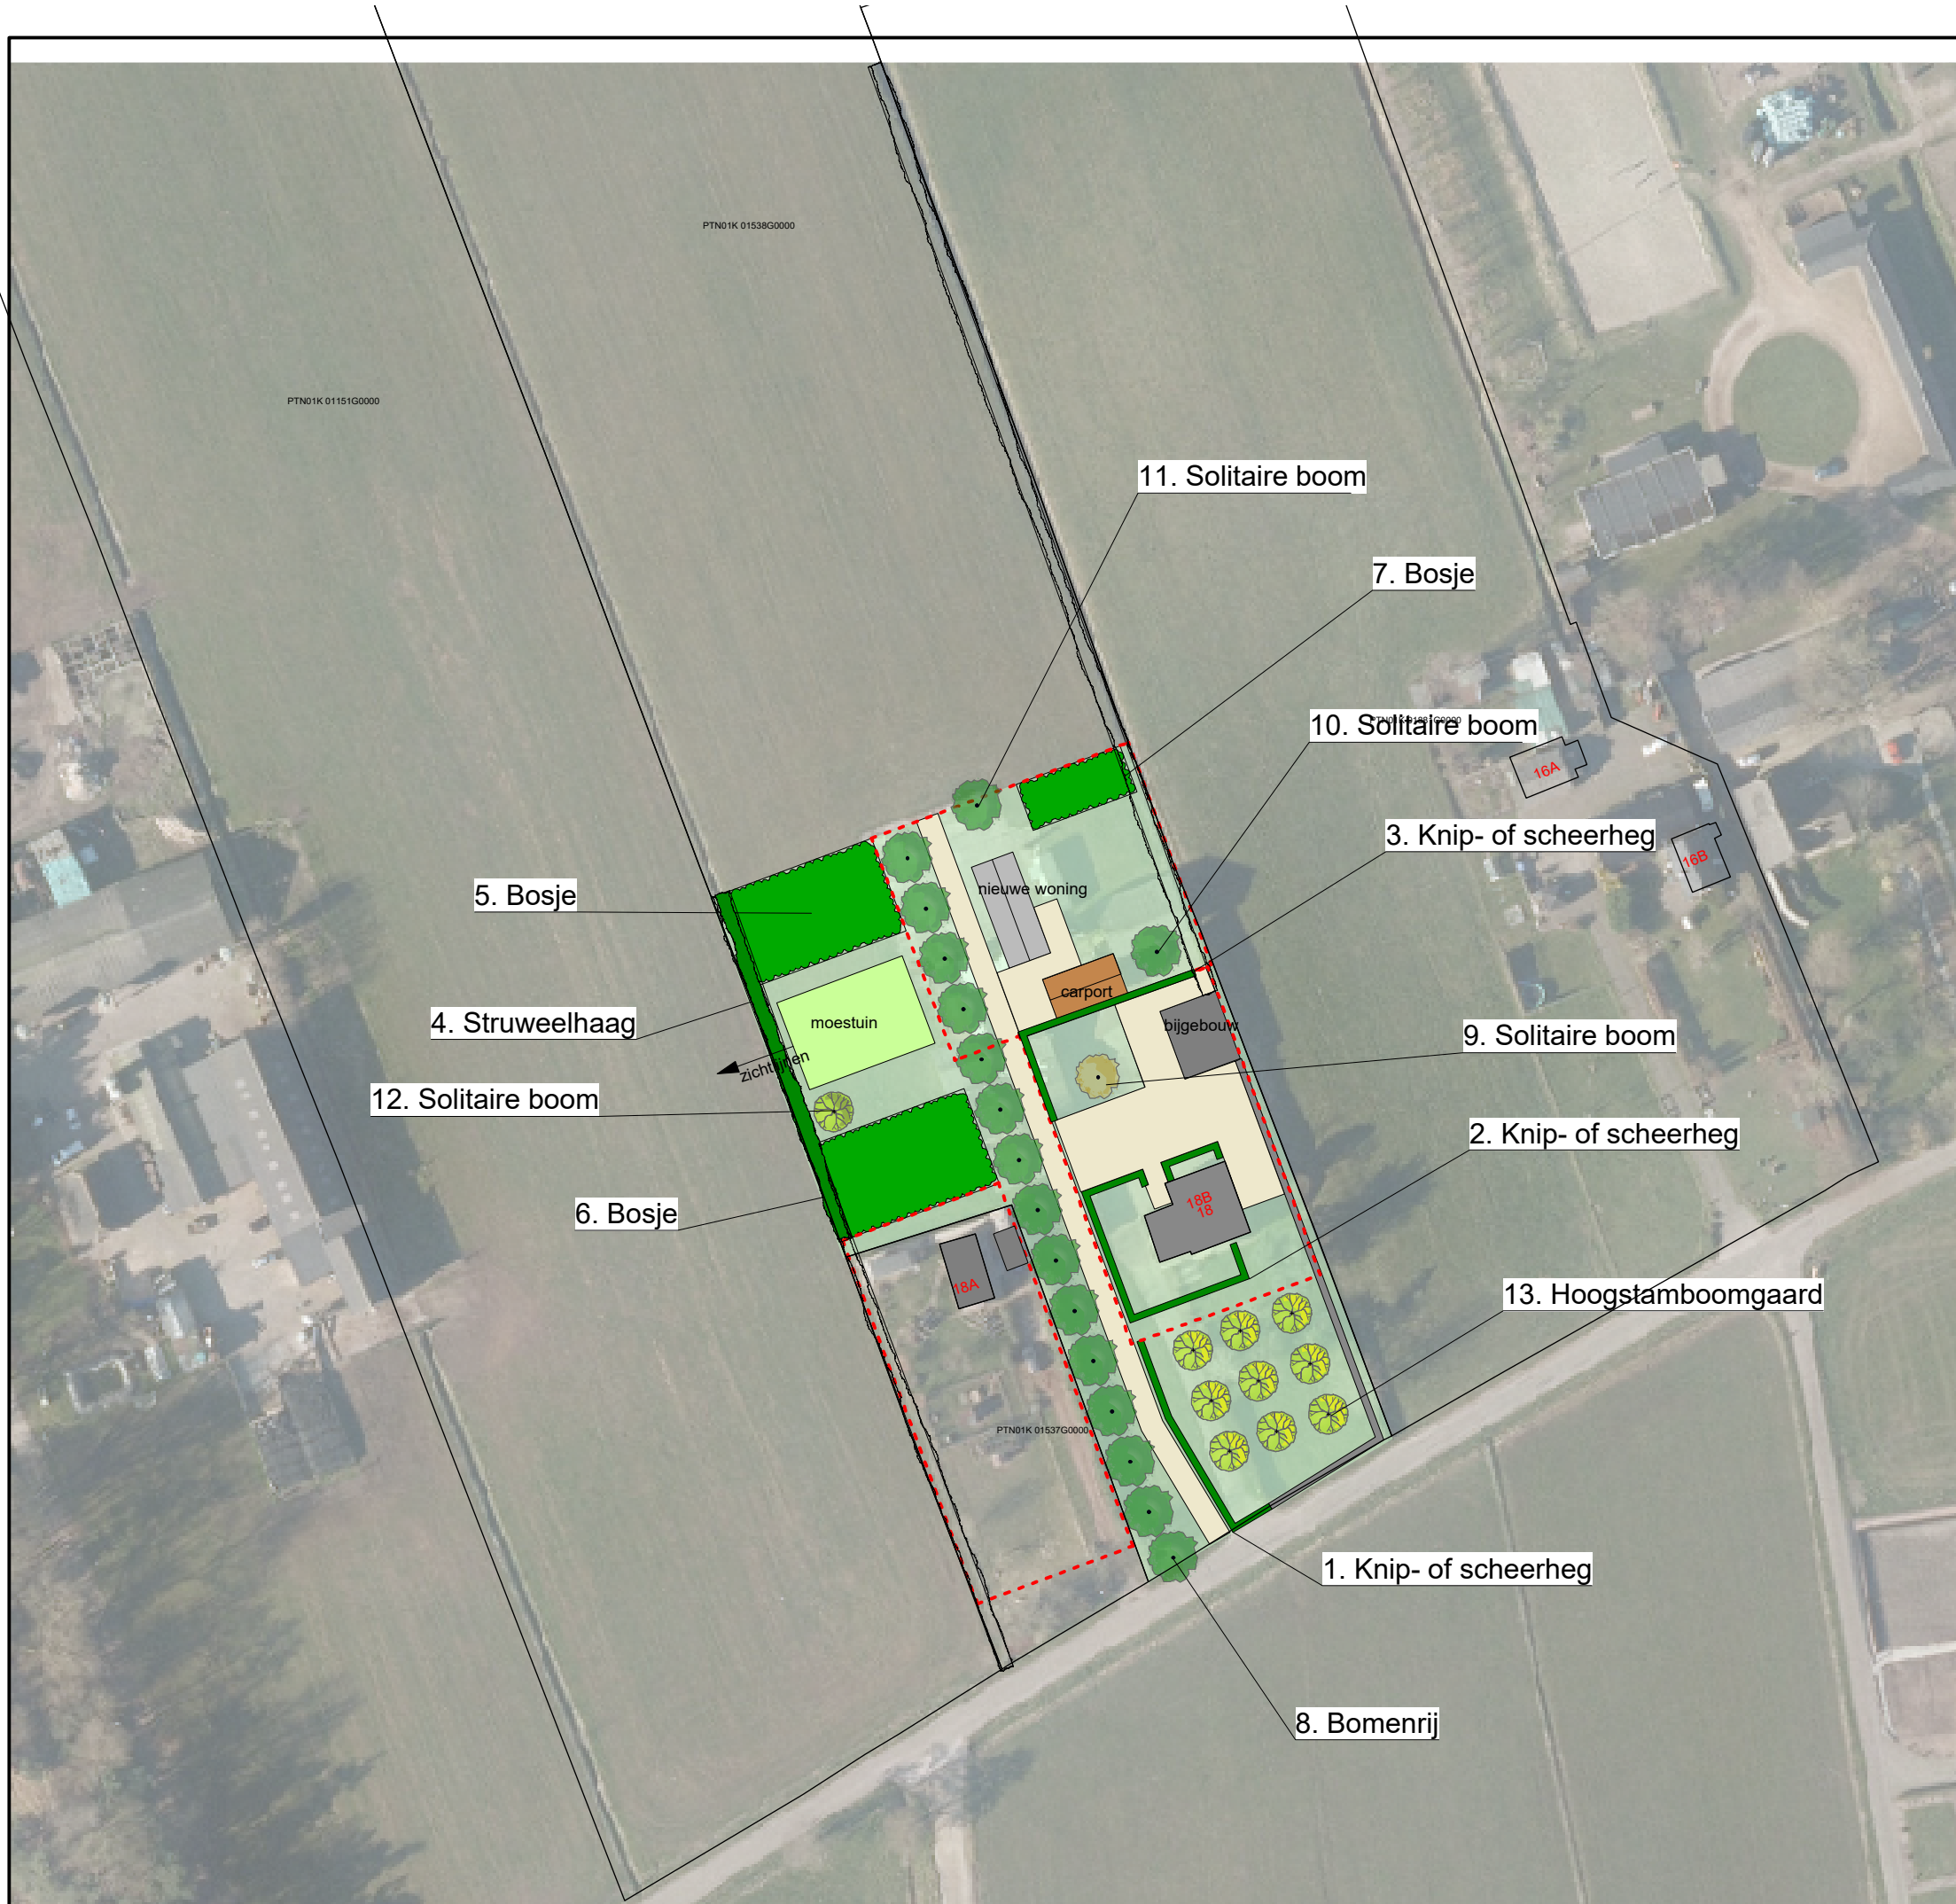 PTN01K 01538G0000
PTN01K 01151G0000
11. Solitaire boom
7. Bosje
10. Solitaire boom
16A
3. Knip- of scheerheg
16B
nieuwe woning
5. Bosje
carport
4. Struweelhaag
moestuin
bijgebouw
9. Solitaire boom
zichtlijnen
12. Solitaire boom
2. Knip- of scheerheg
18B
18
6. Bosje
18A
13. Hoogstamboomgaard
PTN01K 01537G0000
1. Knip- of scheerheg
8. Bomenrij